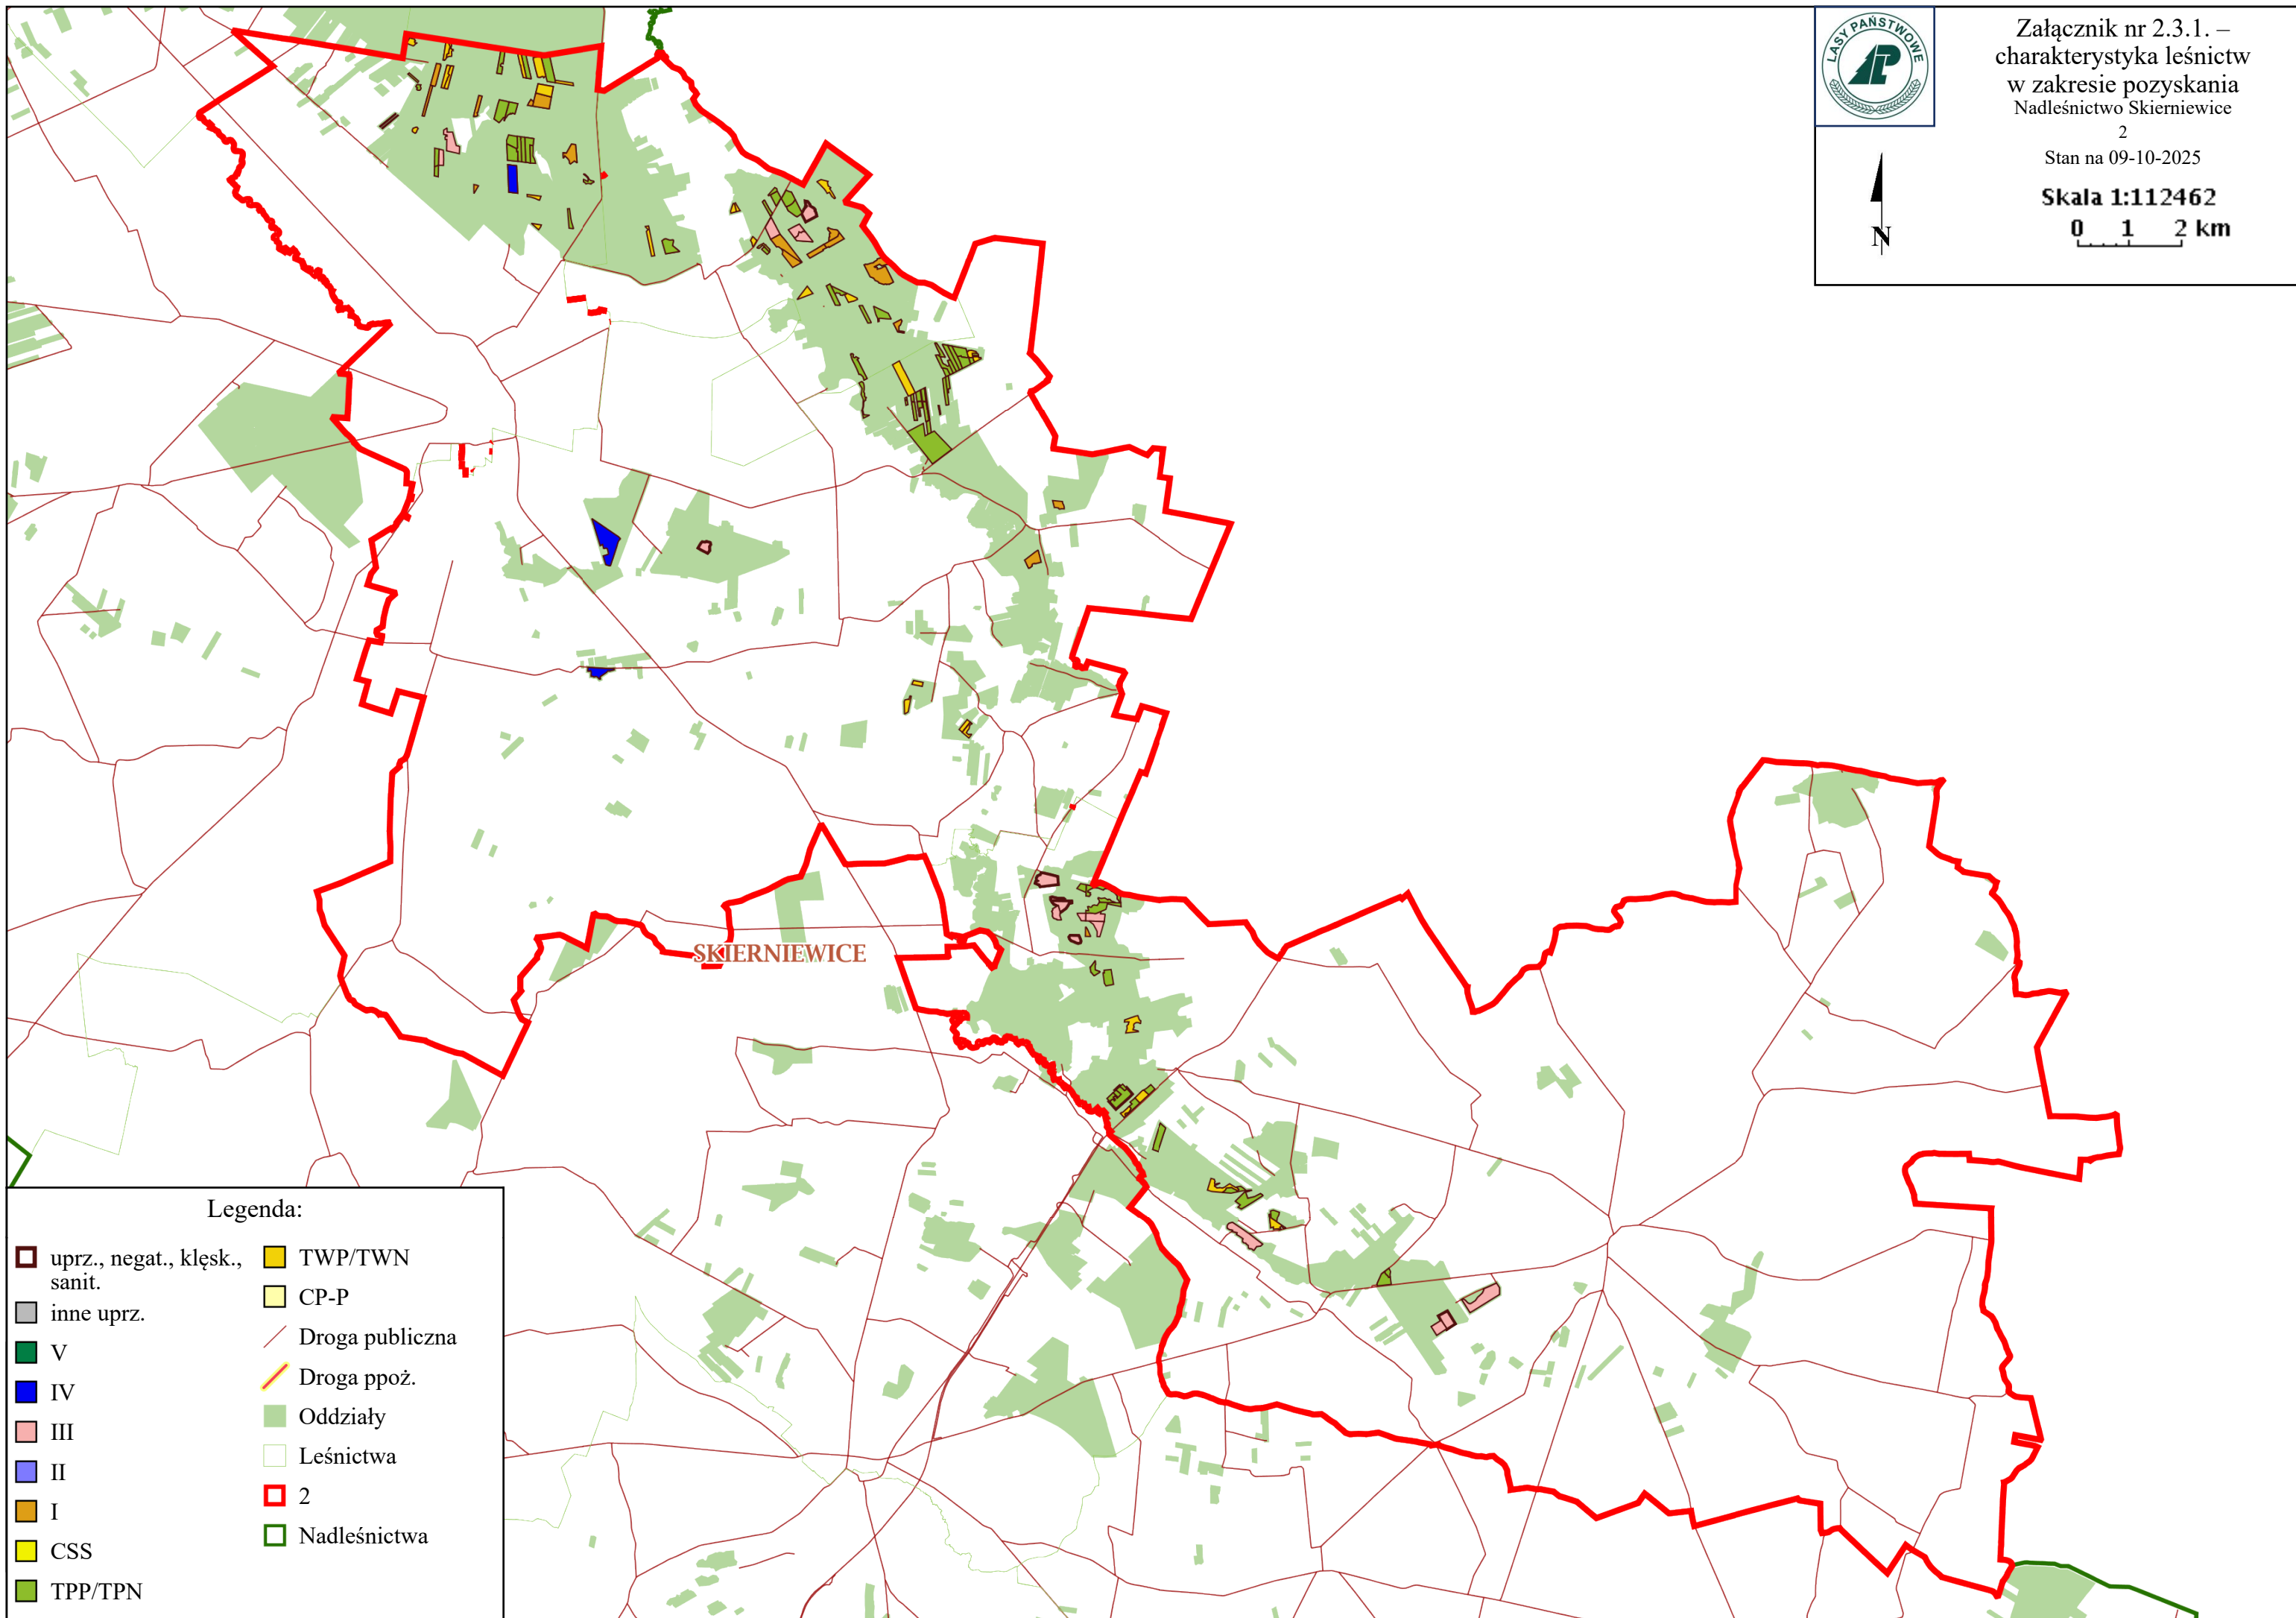 LASY PAŃSTWOWE
Załącznik nr 2.3.1. –
charakterystyka leśnictw
w zakresie pozyskania
Nadleśnictwo Skierniewice
2
Stan na 09-10-2025
Skala 1:112462
0 1 2 km
N
SKIERNIEWICE
Legenda:
uprz., negat., klęsk.,
sanit.
inne uprz.
V
IV
III
II
I
CSS
TPP/TPN
TWP/TWN
CP-P
Droga publiczna
Droga ppoż.
Oddziały
Leśnictwa
2
Nadleśnictwa